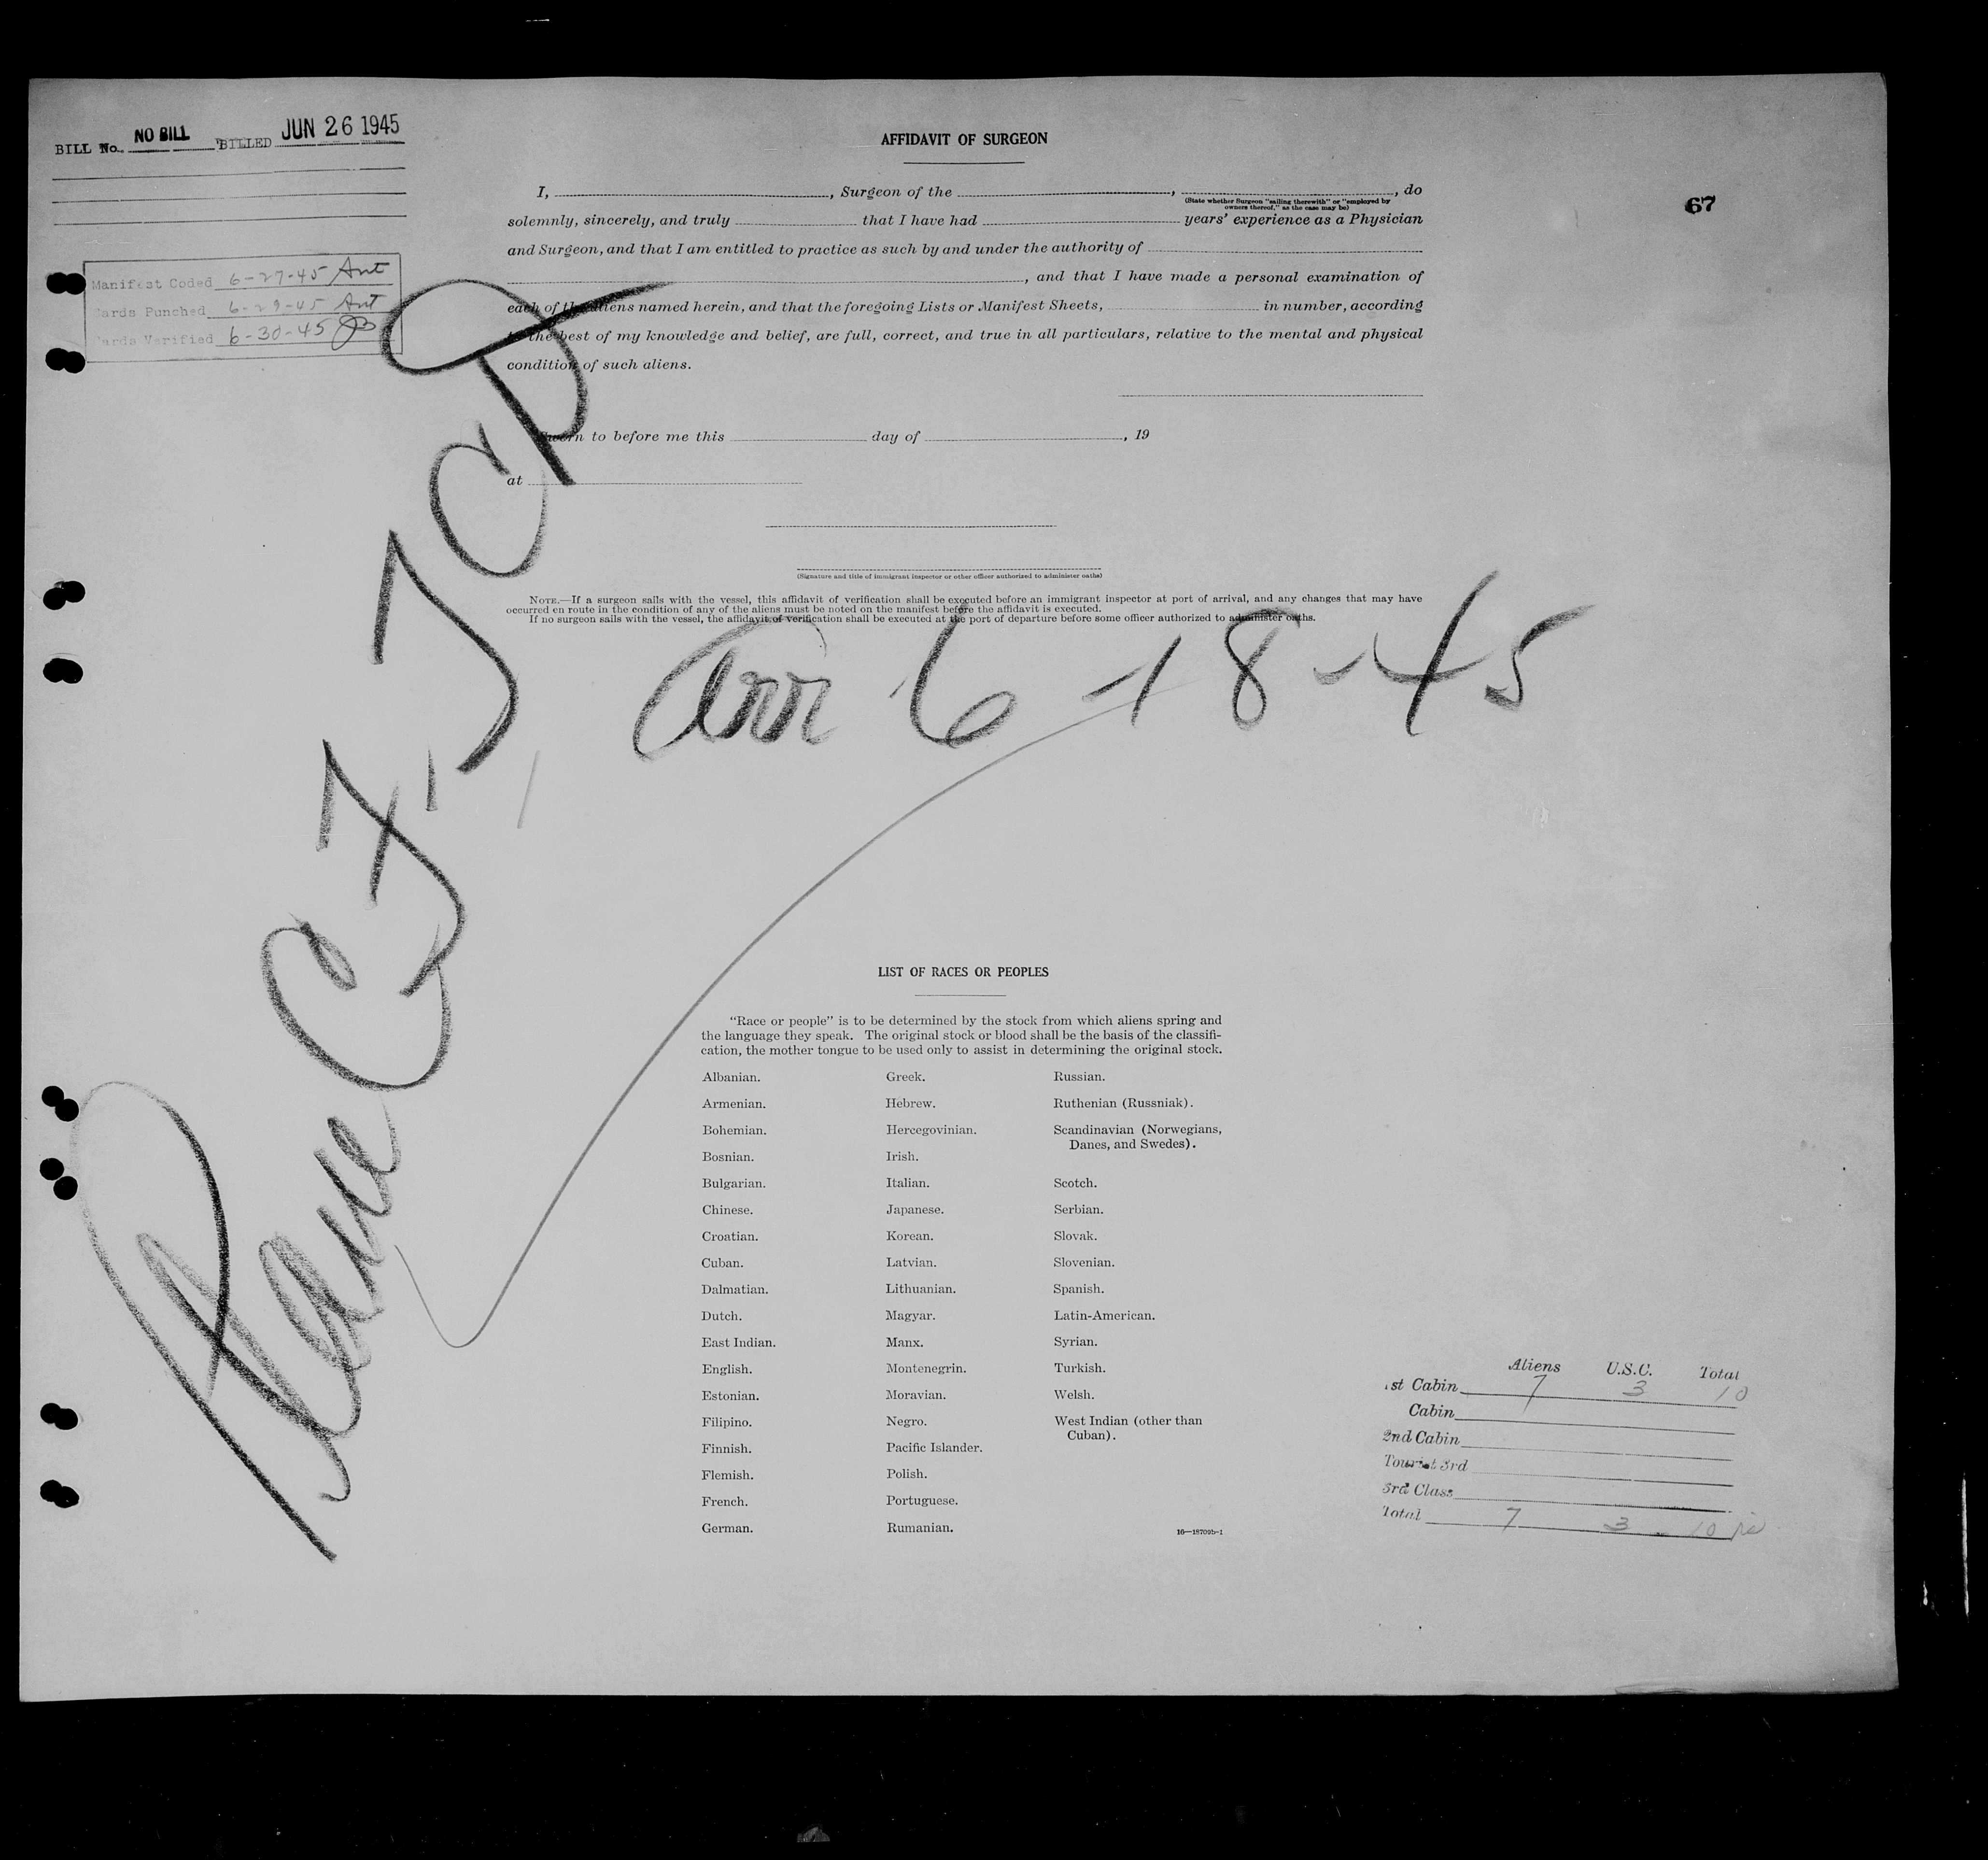 BILL No. NO BILL BILLED JUN 26 1945
Manifest Coded 6-27-45 Ant
Cards Punched 6-29-45 Ant
Cards Verified 6-30-45
67
AFFIDAVIT OF SURGEON
I, , Surgeon of the , , do
(State whether Surgeon "sailing therewith" or "employed by
owners thereof," as the case may be)
solemnly, sincerely, and truly that I have had years' experience as a Physician
and Surgeon, and that I am entitled to practice as such by and under the authority of
, and that I have made a personal examination of
each of the aliens named herein, and that the foregoing Lists or Manifest Sheets, in number, according
to the best of my knowledge and belief, are full, correct, and true in all particulars, relative to the mental and physical
condition of such aliens.
Sworn to before me this day of , 19
at
(Signature and title of immigrant inspector or other officer authorized to administer oaths)
NOTE.—If a surgeon sails with the vessel, this affidavit of verification shall be executed before an immigrant inspector at port of arrival, and any changes that may have
occurred en route in the condition of any of the aliens must be noted on the manifest before the affidavit is executed.
If no surgeon sails with the vessel, the affidavit of verification shall be executed at the port of departure before some officer authorized to administer oaths.
Plane CF-TCT
arr 6-18-45
LIST OF RACES OR PEOPLES
"Race or people" is to be determined by the stock from which aliens spring and
the language they speak. The original stock or blood shall be the basis of the classifi-
cation, the mother tongue to be used only to assist in determining the original stock.
Albanian. Greek. Russian.
Armenian. Hebrew. Ruthenian (Russniak).
Bohemian. Hercegovinian. Scandinavian (Norwegians,
Danes, and Swedes).
Bosnian. Irish.
Bulgarian. Italian. Scotch.
Chinese. Japanese. Serbian.
Croatian. Korean. Slovak.
Cuban. Latvian. Slovenian.
Dalmatian. Lithuanian. Spanish.
Dutch. Magyar. Latin-American.
East Indian. Manx. Syrian.
English. Montenegrin. Turkish.
Estonian. Moravian. Welsh.
Filipino. Negro. West Indian (other than
Cuban).
Finnish. Pacific Islander.
Flemish. Polish.
French. Portuguese.
German. Rumanian.
16—18709b-1
Aliens U.S.C. Total
1st Cabin 7 3 10
Cabin
2nd Cabin
Tourist 3rd
3rd Class
Total 7 3 10